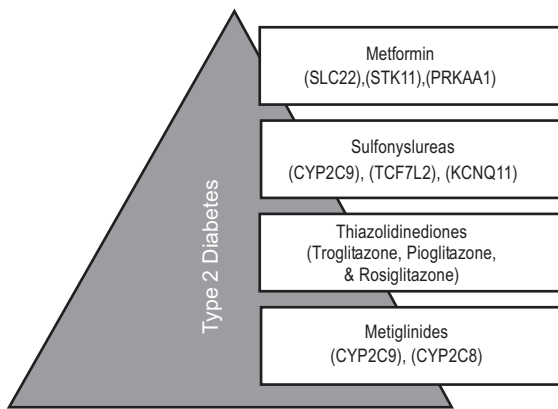 Metformin
(SLC22),(STK11),(PRKAA1)
Sulfonyslureas
(CYP2C9), (TCF7L2), (KCNQ11)
Thiazolidinediones
(Troglitazone, Pioglitazone,
& Rosiglitazone)
Metiglinides
(CYP2C9), (CYP2C8)
Type 2 Diabetes